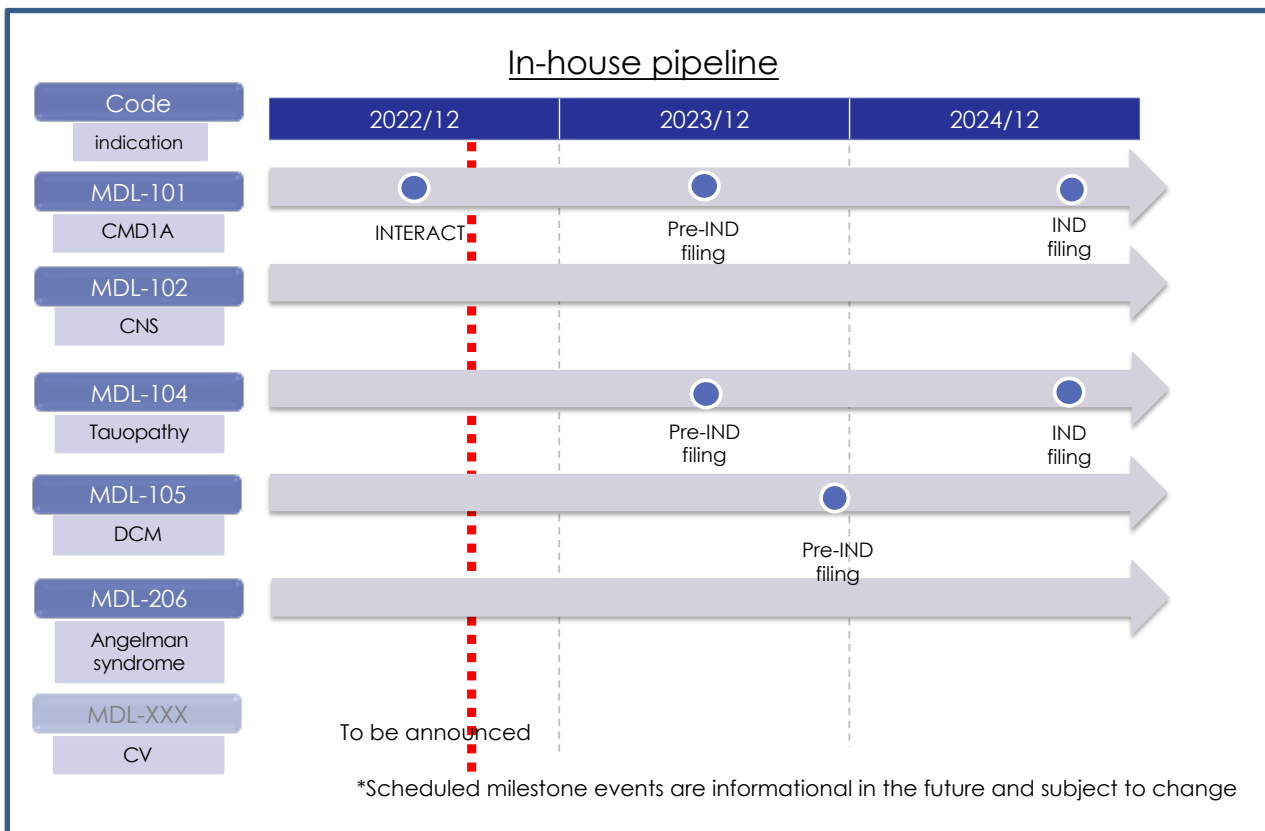 In-house pipeline
Code
indication
2022/12
2023/12
2024/12
MDL-101
CMD1A
INTERACT
Pre-IND
filing
IND
filing
MDL-102
CNS
MDL-104
Tauopathy
Pre-IND
filing
IND
filing
MDL-105
DCM
Pre-IND
filing
MDL-206
Angelman
syndrome
MDL-XXX
CV
To be announced
*Scheduled milestone events are informational in the future and subject to change